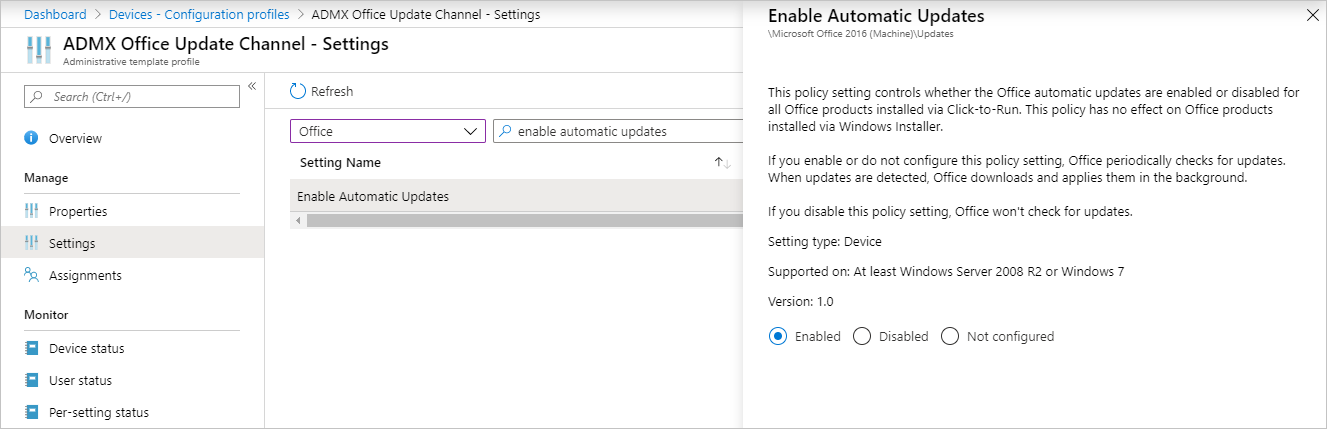 Dashboard > Devices - Configuration profiles > ADMX Office Update Channel - Settings
ADMX Office Update Channel - Settings
Administrative template profile
Search (Ctrl+/)
«
Overview
Manage
Properties
Settings
Assignments
Monitor
Device status
User status
Per-setting status
Refresh
Office
enable automatic updates
Setting Name
Enable Automatic Updates
Enable Automatic Updates
\Microsoft Office 2016 (Machine)\Updates
This policy setting controls whether the Office automatic updates are enabled or disabled for
all Office products installed via Click-to-Run. This policy has no effect on Office products
installed via Windows Installer.
If you enable or do not configure this policy setting, Office periodically checks for updates.
When updates are detected, Office downloads and applies them in the background.
If you disable this policy setting, Office won't check for updates.
Setting type: Device
Supported on: At least Windows Server 2008 R2 or Windows 7
Version: 1.0
Enabled Disabled Not configured